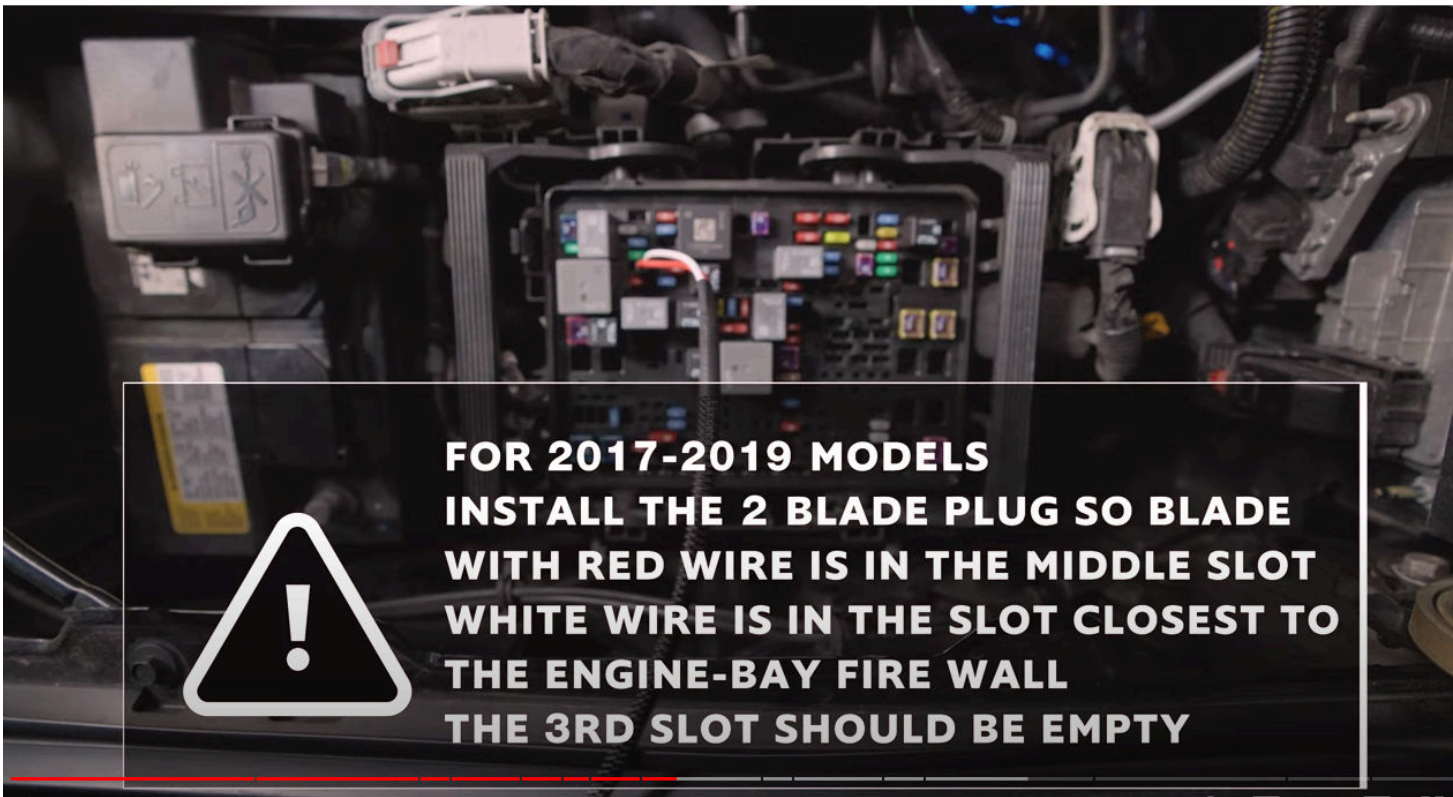 FOR 2017-2019 MODELS
INSTALL THE 2 BLADE PLUG SO BLADE
WITH RED WIRE IS IN THE MIDDLE SLOT
WHITE WIRE IS IN THE SLOT CLOSEST TO
THE ENGINE-BAY FIRE WALL
THE 3RD SLOT SHOULD BE EMPTY